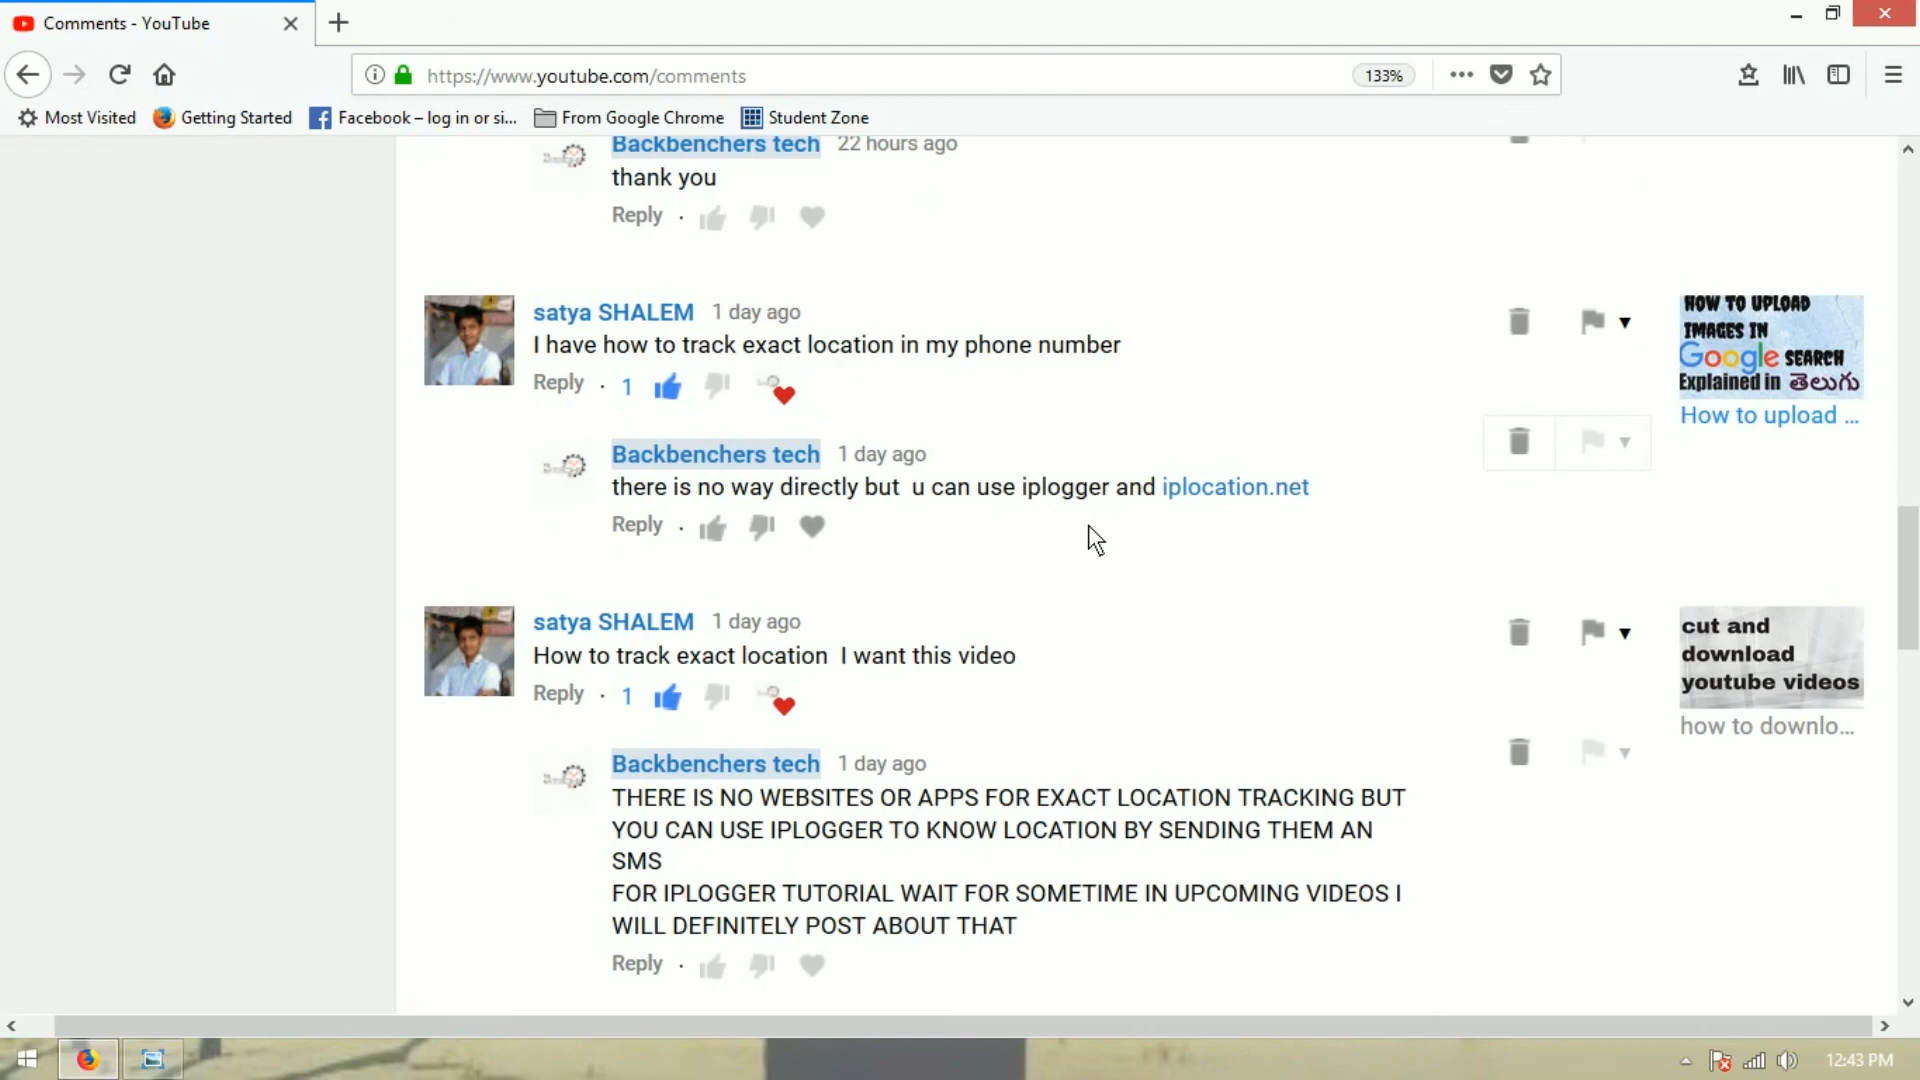 Comments - YouTube
https://www.youtube.com/comments
133%
Most Visited
Getting Started
Facebook – log in or si...
From Google Chrome
Student Zone
Backbenchers tech 22 hours ago
thank you
Reply
satya SHALEM 1 day ago
I have how to track exact location in my phone number
Reply · 1
HOW TO UPLOAD
IMAGES IN
Google SEARCH
Explained in తెలుగు
How to upload ...
Backbenchers tech 1 day ago
there is no way directly but u can use iplogger and iplocation.net
Reply
satya SHALEM 1 day ago
How to track exact location I want this video
Reply · 1
cut and
download
youtube videos
how to downlo...
Backbenchers tech 1 day ago
THERE IS NO WEBSITES OR APPS FOR EXACT LOCATION TRACKING BUT
YOU CAN USE IPLOGGER TO KNOW LOCATION BY SENDING THEM AN
SMS
FOR IPLOGGER TUTORIAL WAIT FOR SOMETIME IN UPCOMING VIDEOS I
WILL DEFINITELY POST ABOUT THAT
Reply
12:43 PM